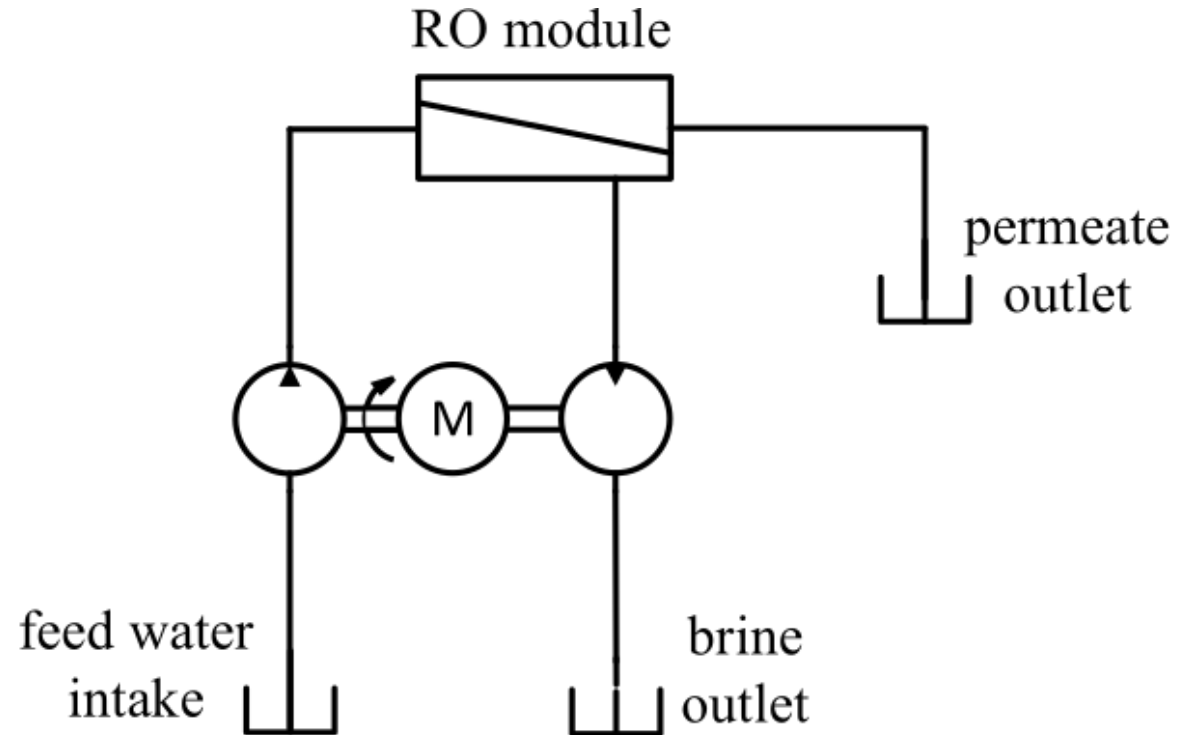 RO module
permeate
outlet
M
feed water
intake
brine
outlet